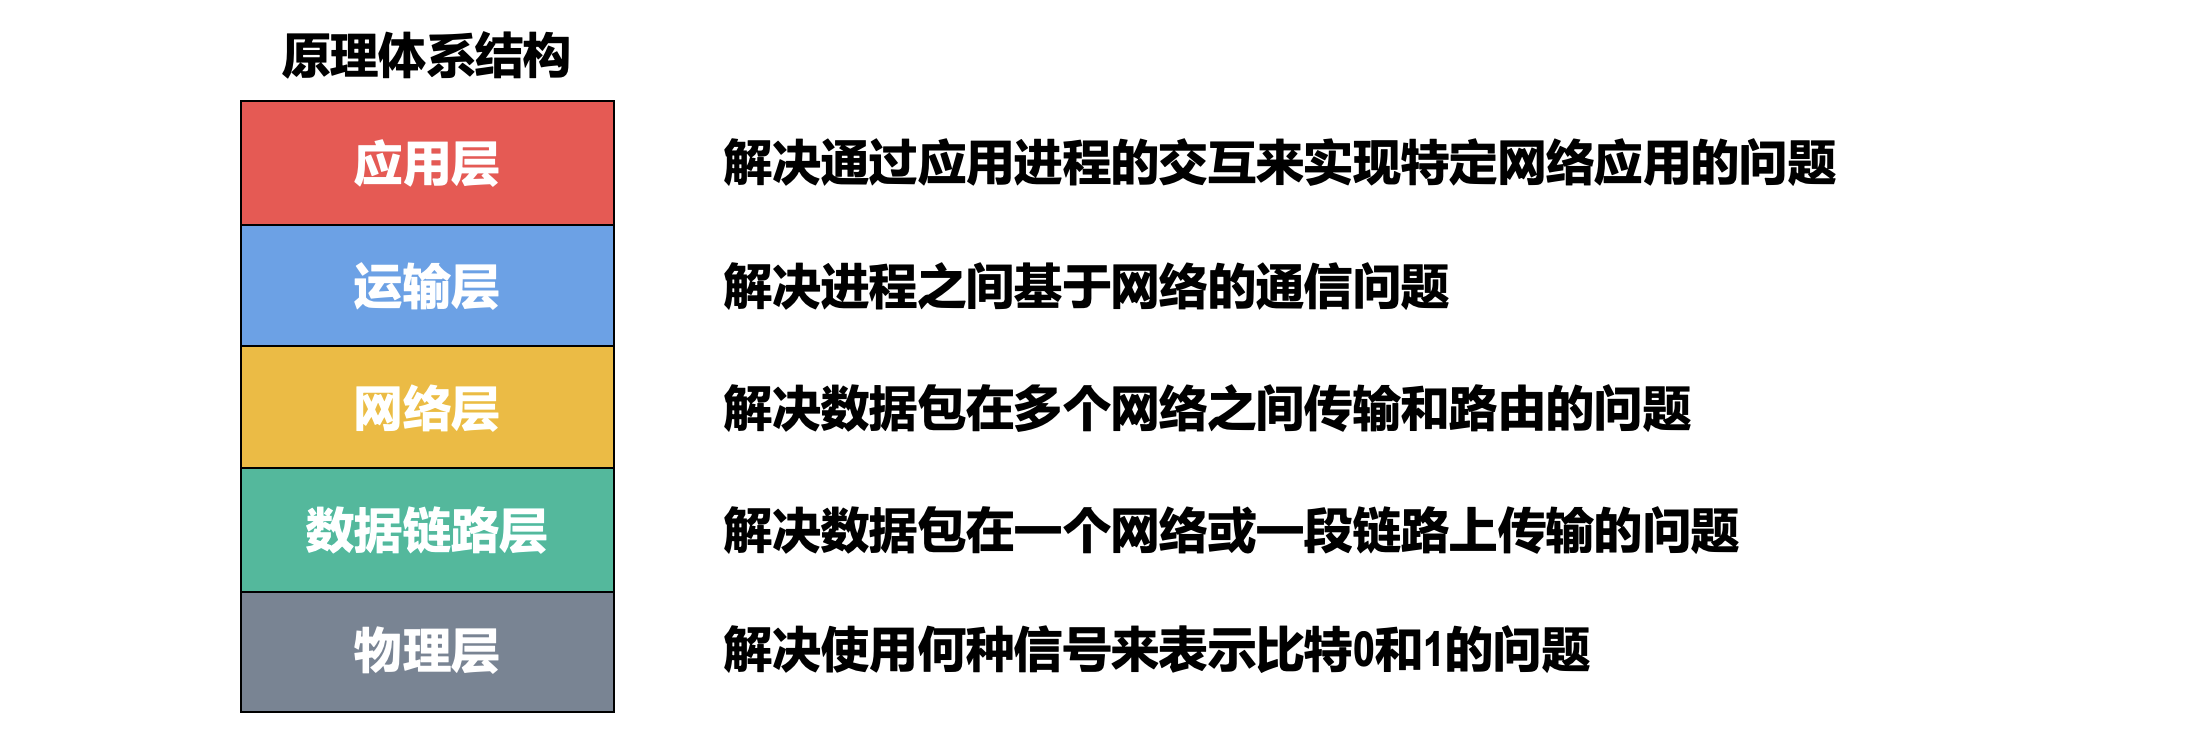 原理体系结构
应用层 解决通过应用进程的交互来实现特定网络应用的问题
运输层 解决进程之间基于网络的通信问题
网络层 解决数据包在多个网络之间传输和路由的问题
数据链路层 解决数据包在一个网络或一段链路上传输的问题
物理层 解决使用何种信号来表示比特0和1的问题